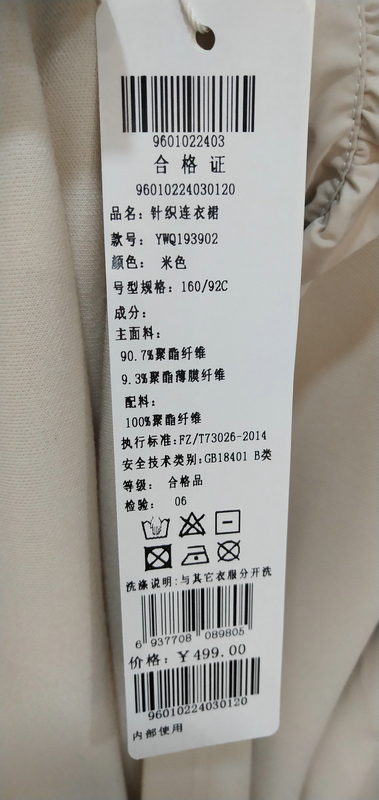 9601022403
合格证
96010224030120
品名：针织连衣裙
款号：YWQ193902
颜色：米色
号型规格：160/92C
成分：
主面料：
90.7%聚酯纤维
9.3%聚酯薄膜纤维
配料：
100%聚酯纤维
执行标准：FZ/T73026-2014
安全技术类别：GB18401 B类
等级：合格品
检验：06
洗涤说明：与其它衣服分开洗
6 937708 089805
价格：￥499.00
96010224030120
内部使用